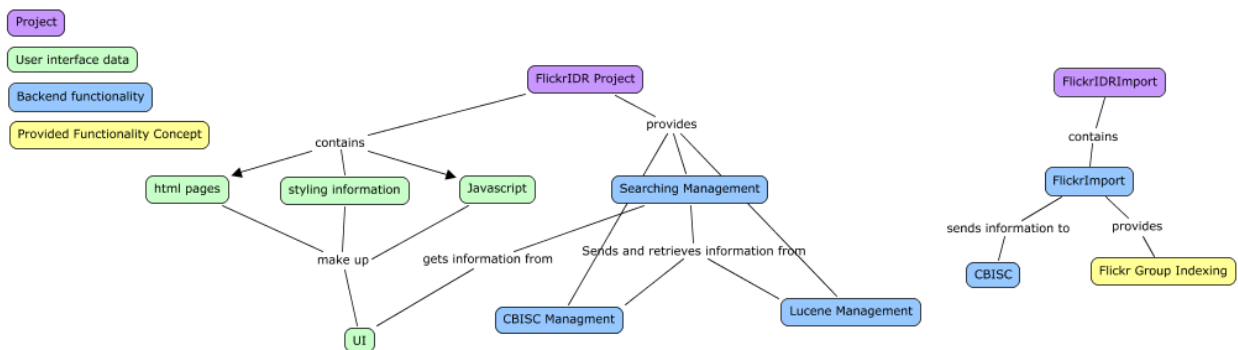 Project
User interface data
Backend functionality
Provided Functionality Concept
FlickrIDR Project
contains
provides
html pages
styling information
Javascript
Searching Management
make up
gets information from
Sends and retrieves information from
UI
CBISC Managment
Lucene Management
FlickrIDRImport
contains
FlickrImport
sends information to
provides
CBISC
Flickr Group Indexing